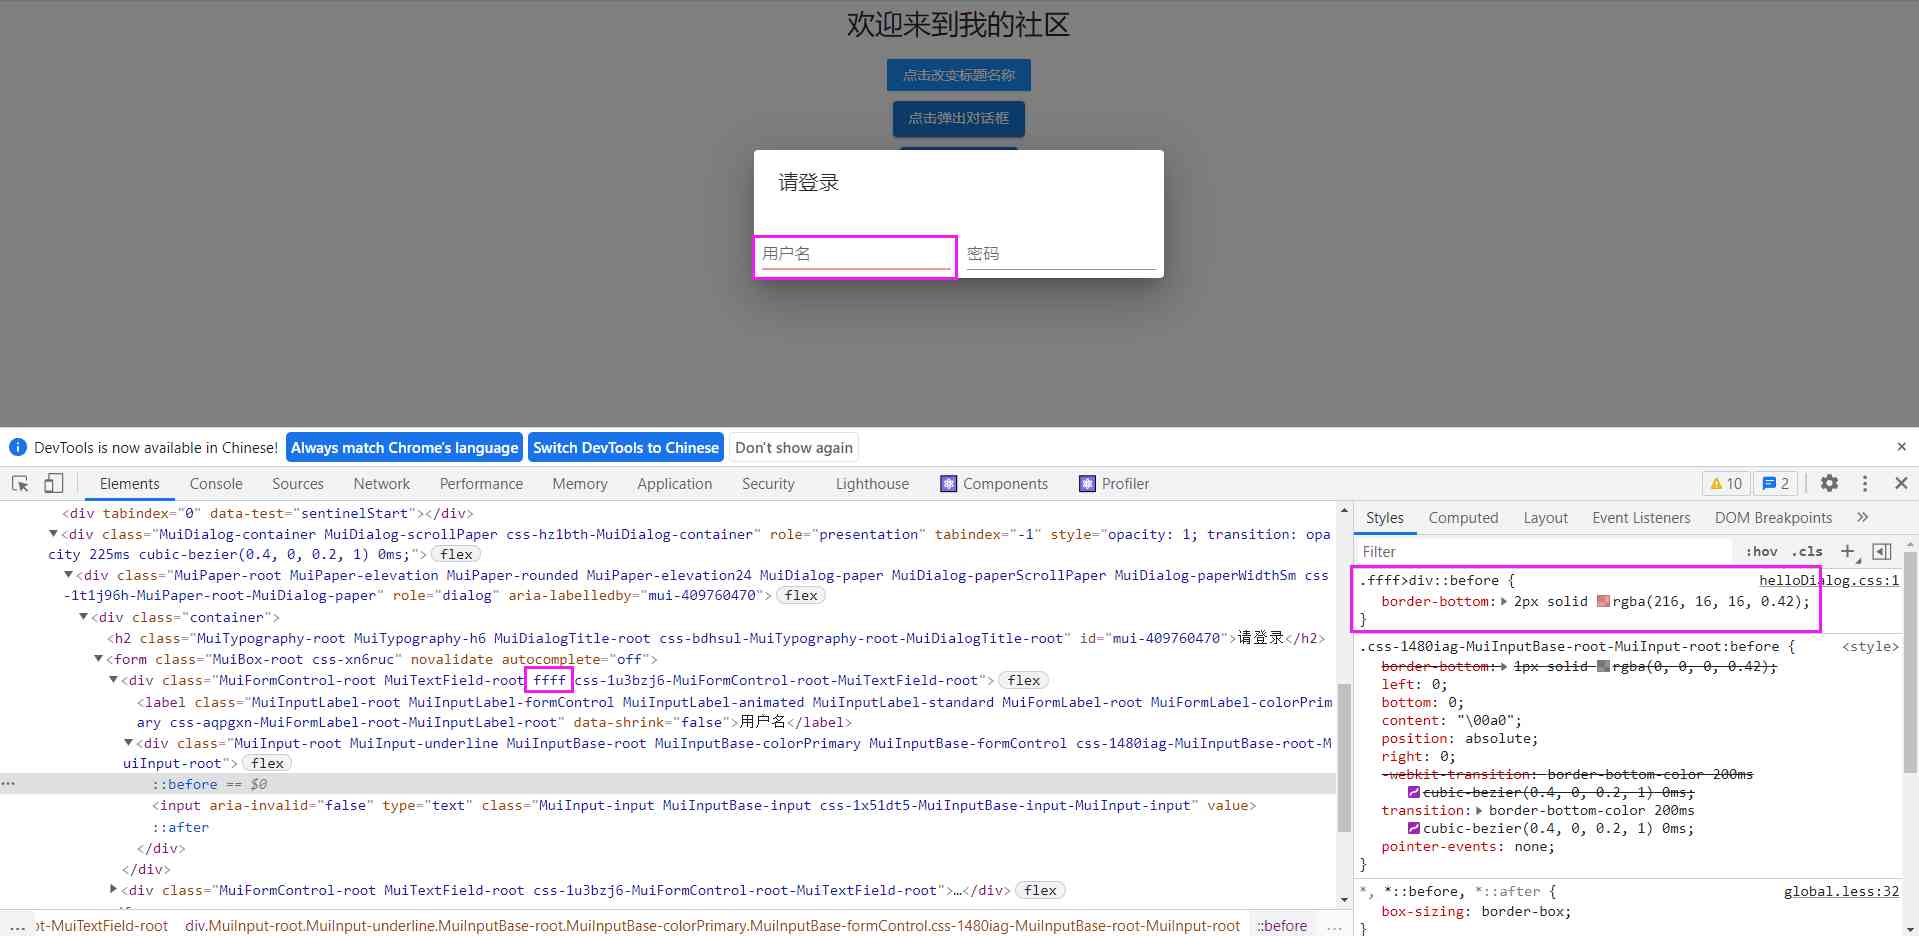 欢迎来到我的社区
点击改变标题名称
点击弹出对话框
请登录
用户名 密码
DevTools is now available in Chinese! Always match Chrome's language Switch DevTools to Chinese Don't show again
Elements Console Sources Network Performance Memory Application Security Lighthouse Components Profiler 10 2
<div tabindex="0" data-test="sentinelStart"></div>
<div class="MuiDialog-container MuiDialog-scrollPaper css-hz1bth-MuiDialog-container" role="presentation" tabindex="-1" style="opacity: 1; transition: opa
city 225ms cubic-bezier(0.4, 0, 0.2, 1) 0ms;"> flex
<div class="MuiPaper-root MuiPaper-elevation MuiPaper-rounded MuiPaper-elevation24 MuiDialog-paper MuiDialog-paperScrollPaper MuiDialog-paperWidthSm css
-1t1j96h-MuiPaper-root-MuiDialog-paper" role="dialog" aria-labelledby="mui-409760470"> flex
<div class="container">
<h2 class="MuiTypography-root MuiTypography-h6 MuiDialogTitle-root css-bdhsul-MuiTypography-root-MuiDialogTitle-root" id="mui-409760470">请登录</h2>
<form class="MuiBox-root css-xn6ruc" novalidate autocomplete="off">
<div class="MuiFormControl-root MuiTextField-root ffff css-1u3bzj6-MuiFormControl-root-MuiTextField-root"> flex
<label class="MuiInputLabel-root MuiInputLabel-formControl MuiInputLabel-animated MuiInputLabel-standard MuiFormLabel-root MuiFormLabel-colorPrim
ary css-aqpgxn-MuiFormLabel-root-MuiInputLabel-root" data-shrink="false">用户名</label>
<div class="MuiInput-root MuiInput-underline MuiInputBase-root MuiInputBase-colorPrimary MuiInputBase-formControl css-1480iag-MuiInputBase-root-M
uiInput-root"> flex
::before == $0
<input aria-invalid="false" type="text" class="MuiInput-input MuiInputBase-input css-1x51dt5-MuiInputBase-input-MuiInput-input" value>
::after
</div>
</div>
<div class="MuiFormControl-root MuiTextField-root css-1u3bzj6-MuiFormControl-root-MuiTextField-root">…</div> flex
... ot-MuiTextField-root div.MuiInput-root.MuiInput-underline.MuiInputBase-root.MuiInputBase-colorPrimary.MuiInputBase-formControl.css-1480iag-MuiInputBase-root-MuiInput-root ::before ...
Styles Computed Layout Event Listeners DOM Breakpoints
Filter :hov .cls
.ffff>div::before { helloDialog.css:1
border-bottom: 2px solid rgba(216, 16, 16, 0.42);
}
.css-1480iag-MuiInputBase-root-MuiInput-root:before { <style>
border-bottom: 1px solid rgba(0, 0, 0, 0.42);
left: 0;
bottom: 0;
content: "\00a0";
position: absolute;
right: 0;
-webkit-transition: border-bottom-color 200ms
cubic-bezier(0.4, 0, 0.2, 1) 0ms;
transition: border-bottom-color 200ms
cubic-bezier(0.4, 0, 0.2, 1) 0ms;
pointer-events: none;
}
*, *::before, *::after { global.less:32
box-sizing: border-box;
}